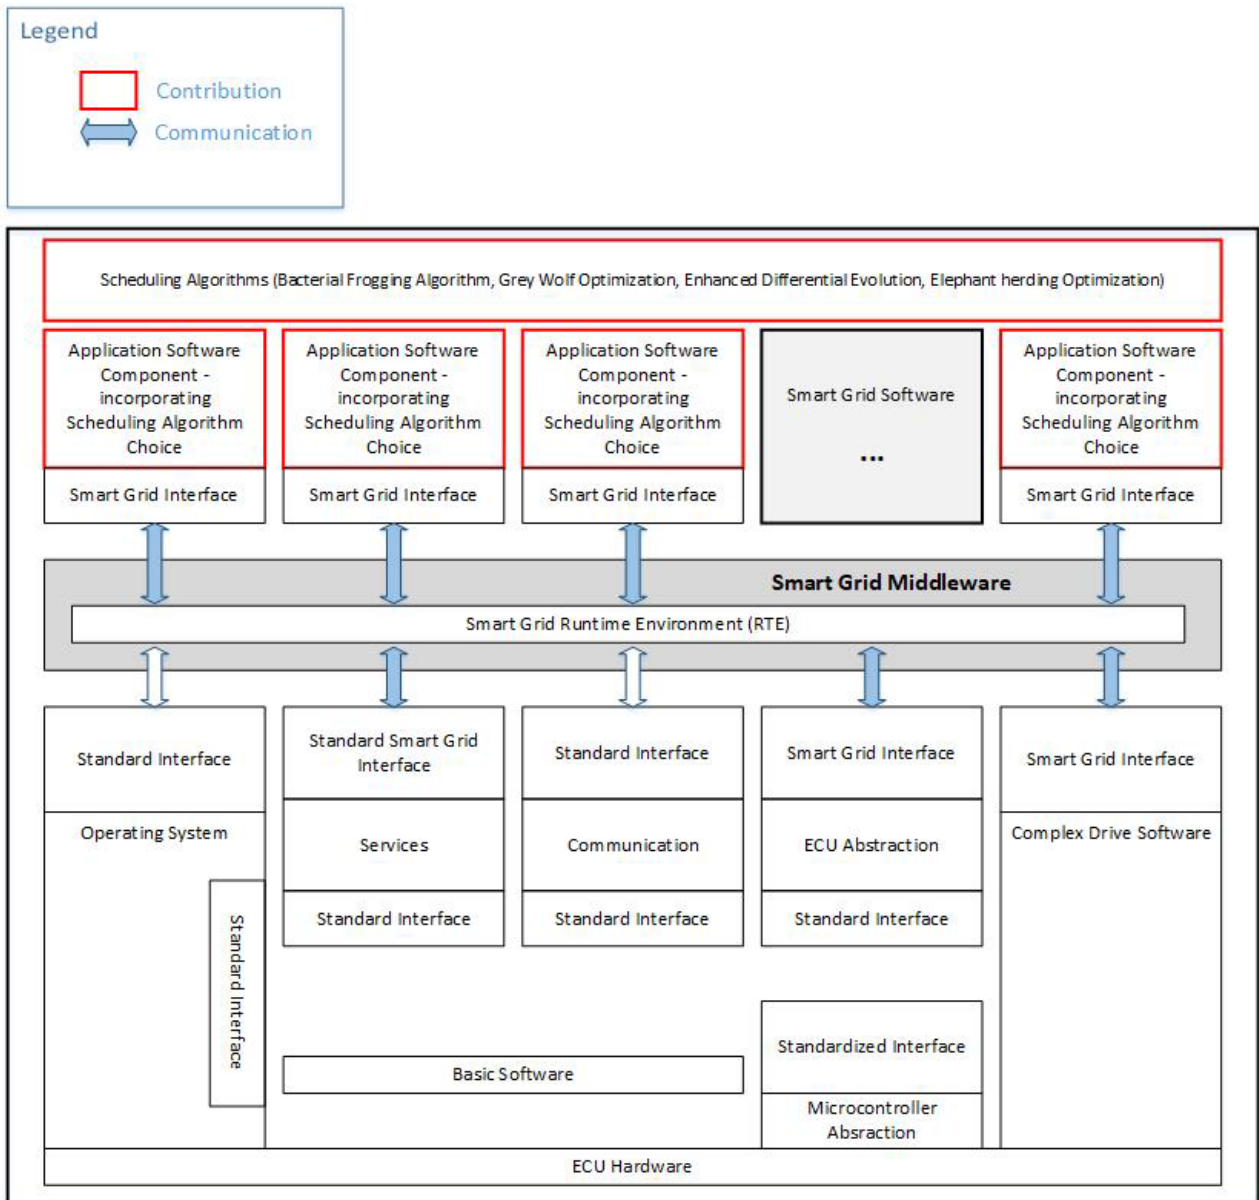 Legend
Contribution
Communication
Scheduling Algorithms (Bacterial Frogging Algorithm, Grey Wolf Optimization, Enhanced Differential Evolution, Elephant herding Optimization)
Application Software
Component -
incorporating
Scheduling Algorithm
Choice
Application Software
Component -
incorporating
Scheduling Algorithm
Choice
Application Software
Component -
incorporating
Scheduling Algorithm
Choice
Smart Grid Software
...
Application Software
Component -
incorporating
Scheduling Algorithm
Choice
Smart Grid Interface
Smart Grid Interface
Smart Grid Interface
Smart Grid Interface
Smart Grid Middleware
Smart Grid Runtime Environment (RTE)
Standard Interface
Standard Smart Grid
Interface
Standard Interface
Smart Grid Interface
Smart Grid Interface
Operating System
Services
Communication
ECU Abstraction
Complex Drive Software
Standard Interface
Standard Interface
Standard Interface
Standard Interface
Standardized Interface
Basic Software
Microcontroller
Absraction
ECU Hardware